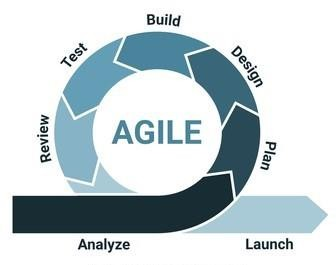 Build
Test
Design
Review
AGILE
Plan
Analyze
Launch